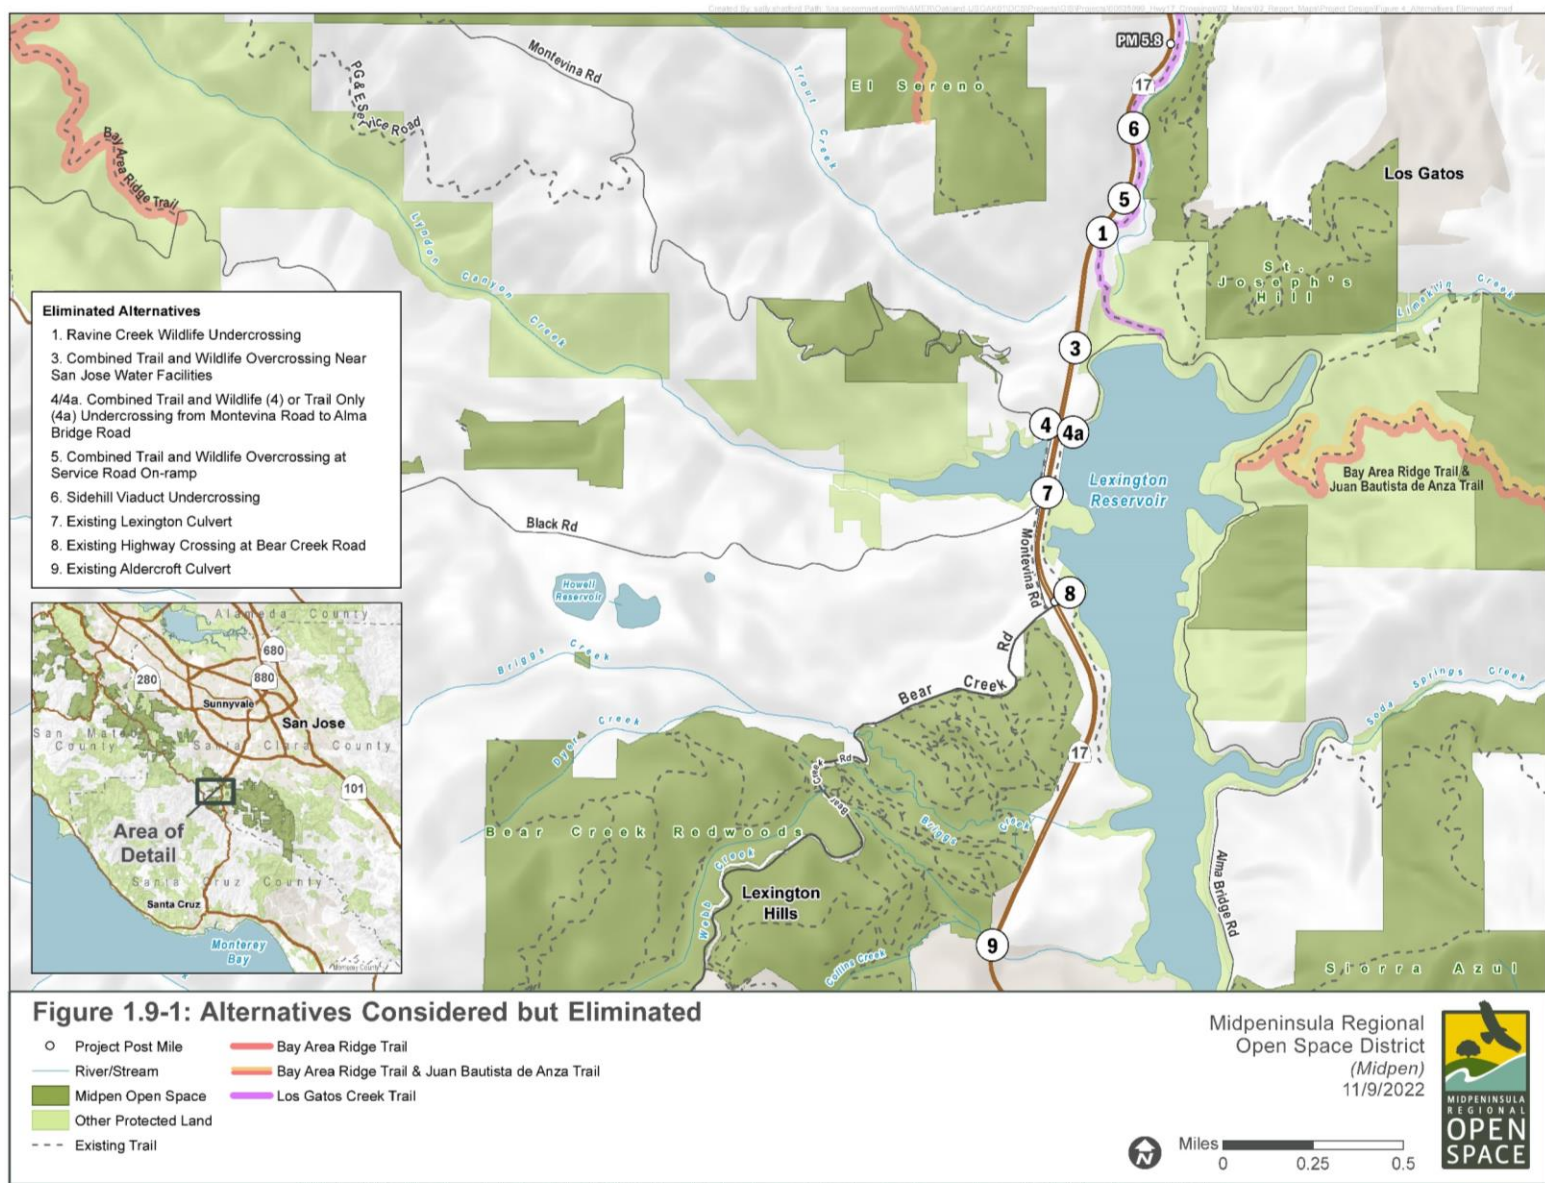 PM 5.8
17
6
5
1
3
4
4a
7
8
17
9
Montevina Rd
PG&E Service Road
Trout Creek
El Sereno
Los Gatos
Bay Area Ridge Trail
Lyndon Canyon Creek
St. Joseph's Hill
Limekiln Creek
Lexington
Reservoir
Bay Area Ridge Trail &
Juan Bautista de Anza Trail
Black Rd
Montevina Rd
Howell
Reservoir
Briggs Creek
Bear Creek Rd
Dyer Creek
Bear Creek Rd
Bear Creek Redwoods
Briggs Creek
Webb Creek
Lexington
Hills
Collins Creek
Soda Springs Creek
Alma Bridge Rd
Sierra Azul
Eliminated Alternatives
1. Ravine Creek Wildlife Undercrossing
3. Combined Trail and Wildlife Overcrossing Near
San Jose Water Facilities
4/4a. Combined Trail and Wildlife (4) or Trail Only
(4a) Undercrossing from Montevina Road to Alma
Bridge Road
5. Combined Trail and Wildlife Overcrossing at
Service Road On-ramp
6. Sidehill Viaduct Undercrossing
7. Existing Lexington Culvert
8. Existing Highway Crossing at Bear Creek Road
9. Existing Aldercroft Culvert
Alameda County
680
280
880
Sunnyvale
San Jose
San Mateo
County
Santa Clara County
101
Area of
Detail
Santa Cruz County
Santa Cruz
Monterey
Bay
Monterey County
Figure 1.9-1: Alternatives Considered but Eliminated
Project Post Mile
River/Stream
Midpen Open Space
Other Protected Land
Existing Trail
Bay Area Ridge Trail
Bay Area Ridge Trail & Juan Bautista de Anza Trail
Los Gatos Creek Trail
Midpeninsula Regional
Open Space District
(Midpen)
11/9/2022
N
Miles
0 0.25 0.5
MIDPENINSULA
REGIONAL
OPEN
SPACE